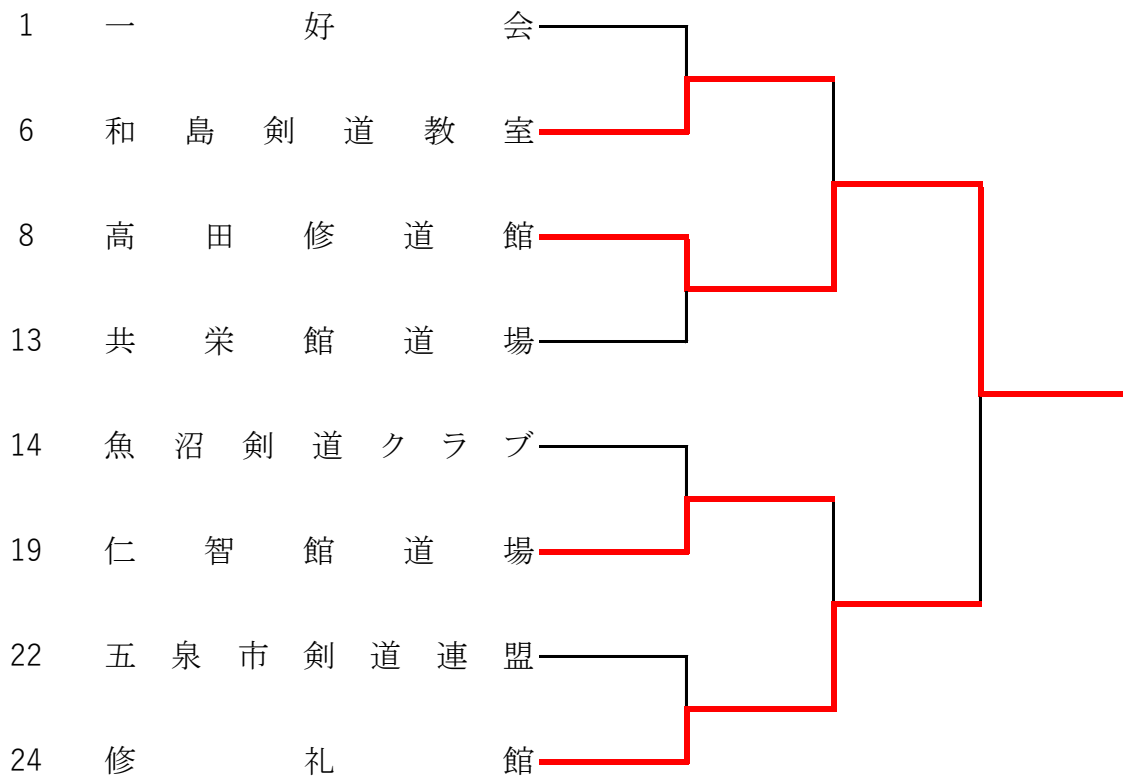 1 一好会
6 和島剣道教室
8 高田修道館
13 共栄館道場
14 魚沼剣道クラブ
19 仁智館道場
22 五泉市剣道連盟
24 修礼館